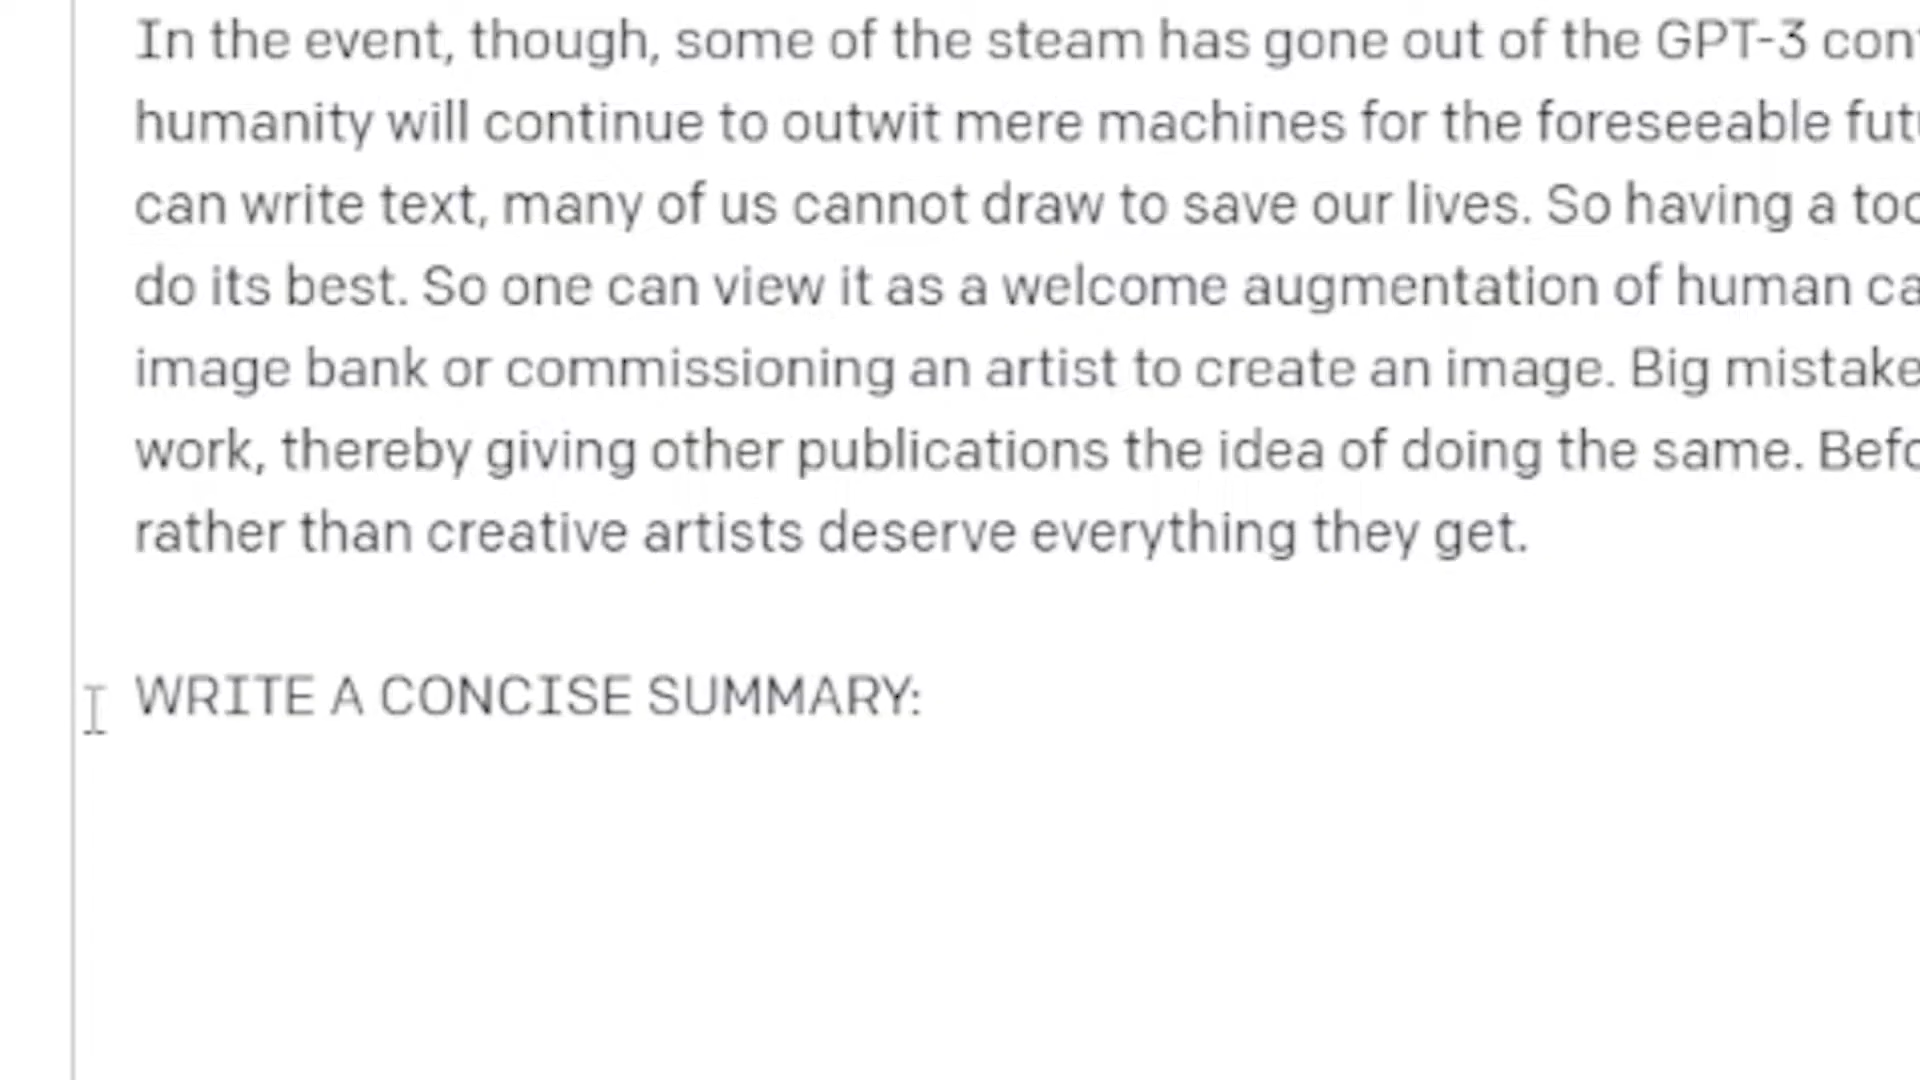 In the event, though, some of the steam has gone out of the GPT-3
humanity will continue to outwit mere machines for the foreseeable
can write text, many of us cannot draw to save our lives. So having a
do its best. So one can view it as a welcome augmentation of human
image bank or commissioning an artist to create an image. Big mistake
work, thereby giving other publications the idea of doing the same.
rather than creative artists deserve everything they get.
WRITE A CONCISE SUMMARY: